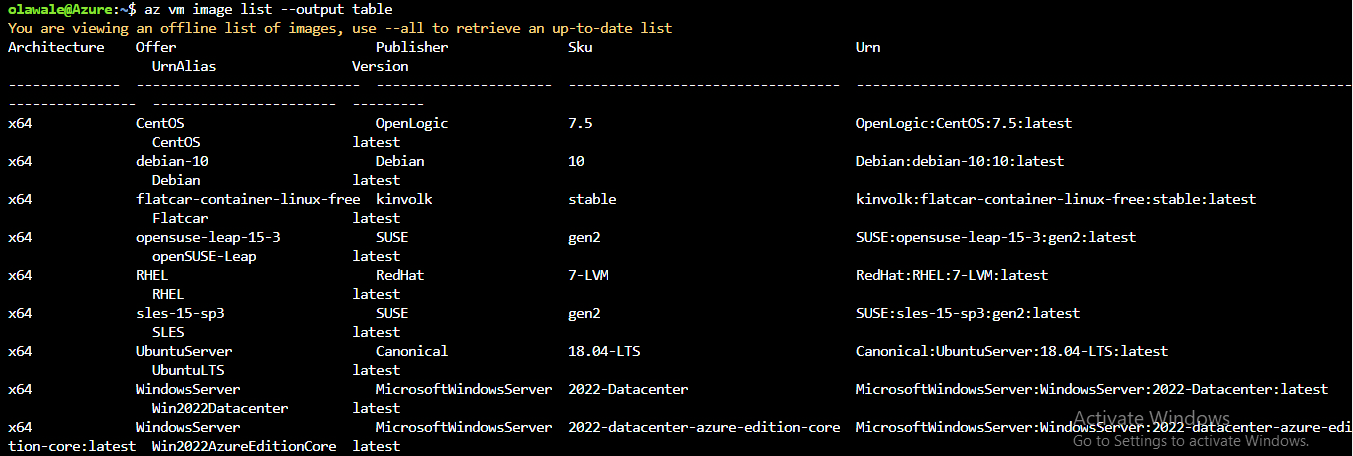 olawale@Azure:~$ az vm image list --output table
You are viewing an offline list of images, use --all to retrieve an up-to-date list
Architecture    Offer                         Publisher               Sku                                 Urn
                  UrnAlias                 Version
--------------  ----------------------------  ----------------------  ----------------------------------  --------------------------------------------------------------
----------------  -----------------------  ---------
x64             CentOS                        OpenLogic               7.5                                 OpenLogic:CentOS:7.5:latest
                  CentOS                   latest
x64             debian-10                     Debian                  10                                  Debian:debian-10:10:latest
                  Debian                   latest
x64             flatcar-container-linux-free  kinvolk                 stable                              kinvolk:flatcar-container-linux-free:stable:latest
                  Flatcar                  latest
x64             opensuse-leap-15-3            SUSE                    gen2                                SUSE:opensuse-leap-15-3:gen2:latest
                  openSUSE-Leap            latest
x64             RHEL                          RedHat                  7-LVM                               RedHat:RHEL:7-LVM:latest
                  RHEL                     latest
x64             sles-15-sp3                   SUSE                    gen2                                SUSE:sles-15-sp3:gen2:latest
                  SLES                     latest
x64             UbuntuServer                  Canonical               18.04-LTS                           Canonical:UbuntuServer:18.04-LTS:latest
                  UbuntuLTS                latest
x64             WindowsServer                 MicrosoftWindowsServer  2022-Datacenter                     MicrosoftWindowsServer:WindowsServer:2022-Datacenter:latest
                  Win2022Datacenter        latest
x64             WindowsServer                 MicrosoftWindowsServer  2022-datacenter-azure-edition-core  MicrosoftWindowsServer:WindowsServer:2022-datacenter-azure-edi
tion-core:latest  Win2022AzureEditionCore  latest
Activate Windows
Go to Settings to activate Windows.